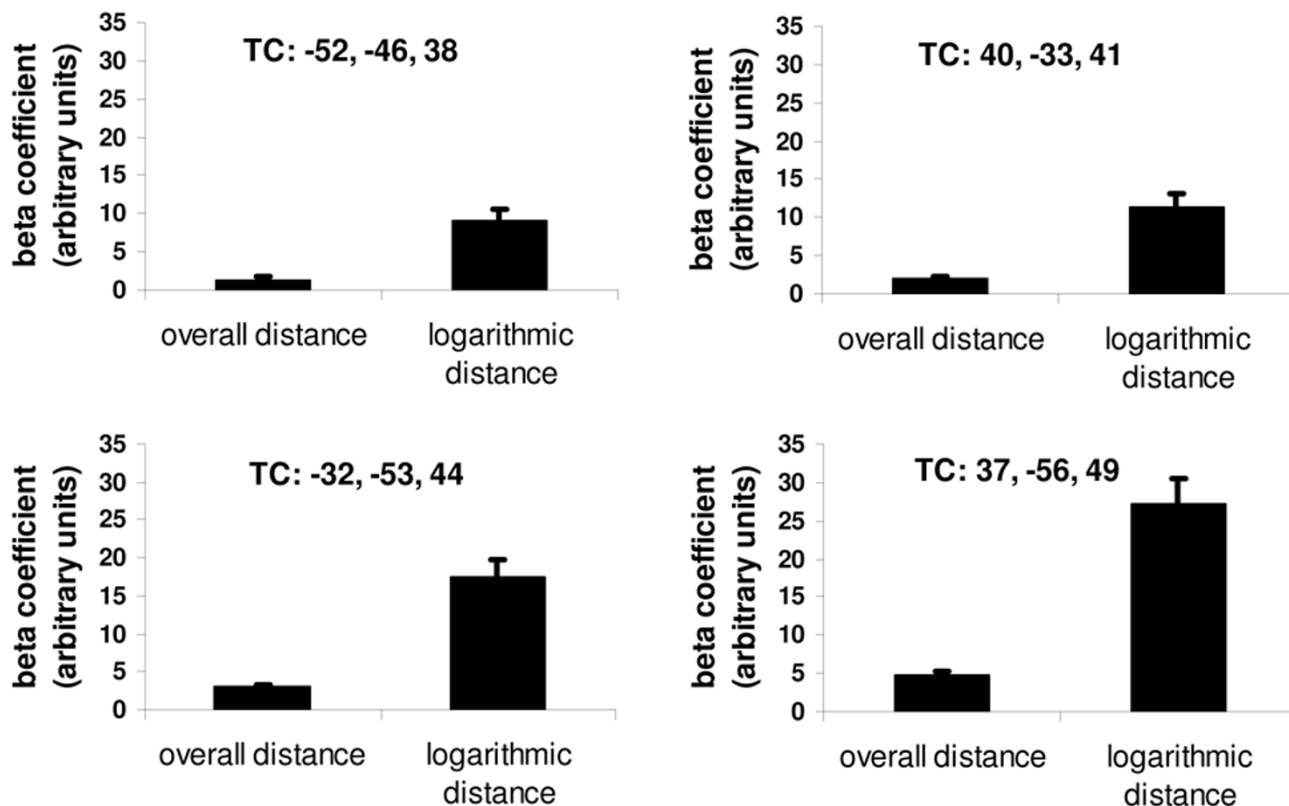 beta coefficient
(arbitrary units)
35
30
25
20
15
10
5
0
TC: -52, -46, 38
overall distance
logarithmic
distance
beta coefficient
(arbitrary units)
35
30
25
20
15
10
5
0
TC: 40, -33, 41
overall distance
logarithmic
distance
beta coefficient
(arbitrary units)
35
30
25
20
15
10
5
0
TC: -32, -53, 44
overall distance
logarithmic
distance
beta coefficient
(arbitrary units)
35
30
25
20
15
10
5
0
TC: 37, -56, 49
overall distance
logarithmic
distance